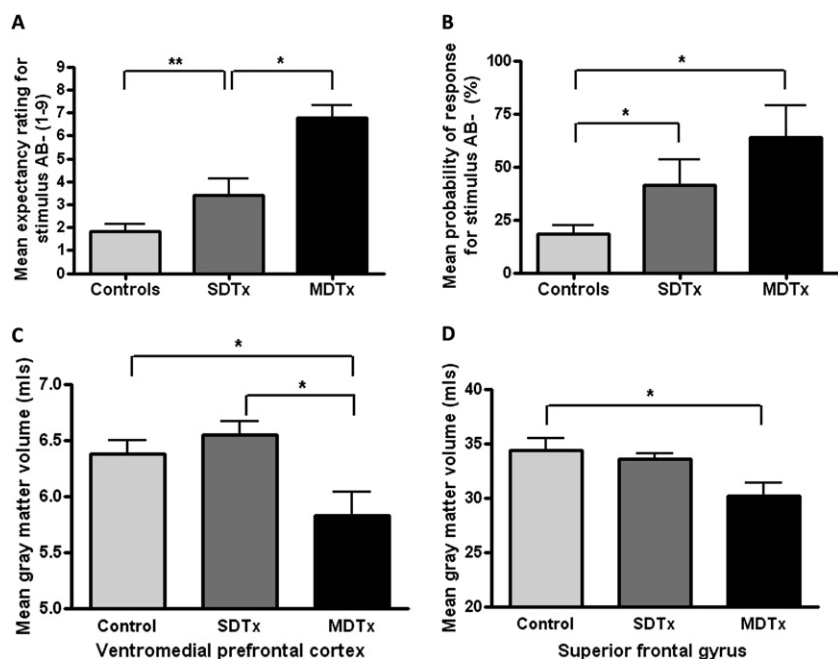 A
Mean expectancy rating for
stimulus AB- (1-9)
9
8
7
6
5
4
3
2
1
0
**
*
Controls
SDTx
MDTx
B
Mean probability of response
for stimulus AB- (%)
100
75
50
25
0
*
*
Controls
SDTx
MDTx
C
Mean gray matter volume (mls)
7.0
6.5
6.0
5.5
5.0
*
*
Control
SDTx
MDTx
Ventromedial prefrontal cortex
D
Mean gray matter volume (mls)
40
35
30
25
20
*
Control
SDTx
MDTx
Superior frontal gyrus